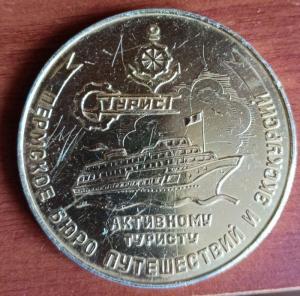 ТУРИСТ
АКТИВНОМУ
ТУРИСТУ
ПЕРМСКОЕ БЮРО ПУТЕШЕСТВИЙ И ЭКСКУРСИЙ